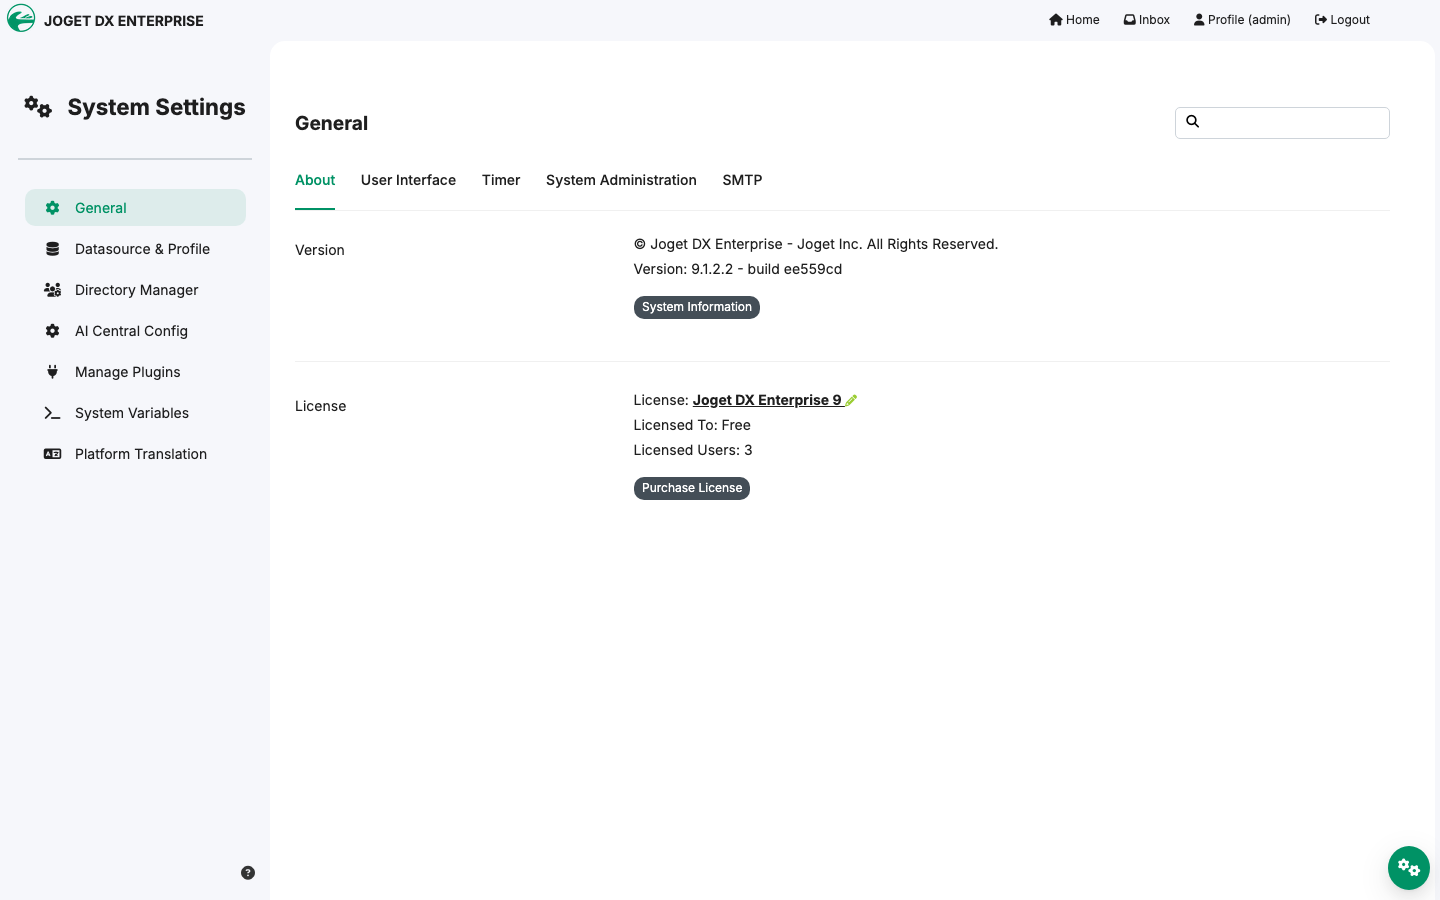 JOGET DX ENTERPRISE
Home
Inbox
Profile (admin)
Logout
System Settings
General
Datasource & Profile
Directory Manager
AI Central Config
Manage Plugins
System Variables
Platform Translation
General
About
User Interface
Timer
System Administration
SMTP
Version
© Joget DX Enterprise - Joget Inc. All Rights Reserved.
Version: 9.1.2.2 - build ee559cd
System Information
License
License: Joget DX Enterprise 9
Licensed To: Free
Licensed Users: 3
Purchase License